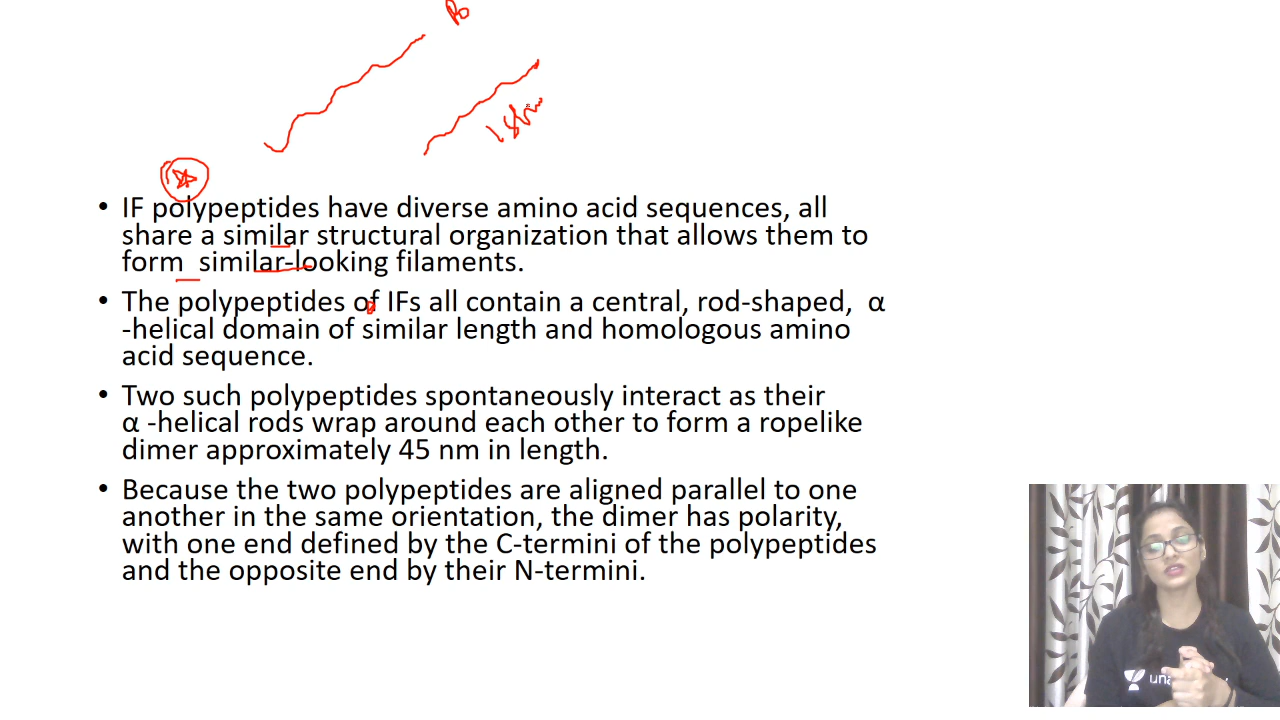 • IF polypeptides have diverse amino acid sequences, all
share a similar structural organization that allows them to
form similar-looking filaments.
• The polypeptides of IFs all contain a central, rod-shaped, α
-helical domain of similar length and homologous amino
acid sequence.
• Two such polypeptides spontaneously interact as their
α -helical rods wrap around each other to form a ropelike
dimer approximately 45 nm in length.
• Because the two polypeptides are aligned parallel to one
another in the same orientation, the dimer has polarity,
with one end defined by the C-termini of the polypeptides
and the opposite end by their N-termini.
una